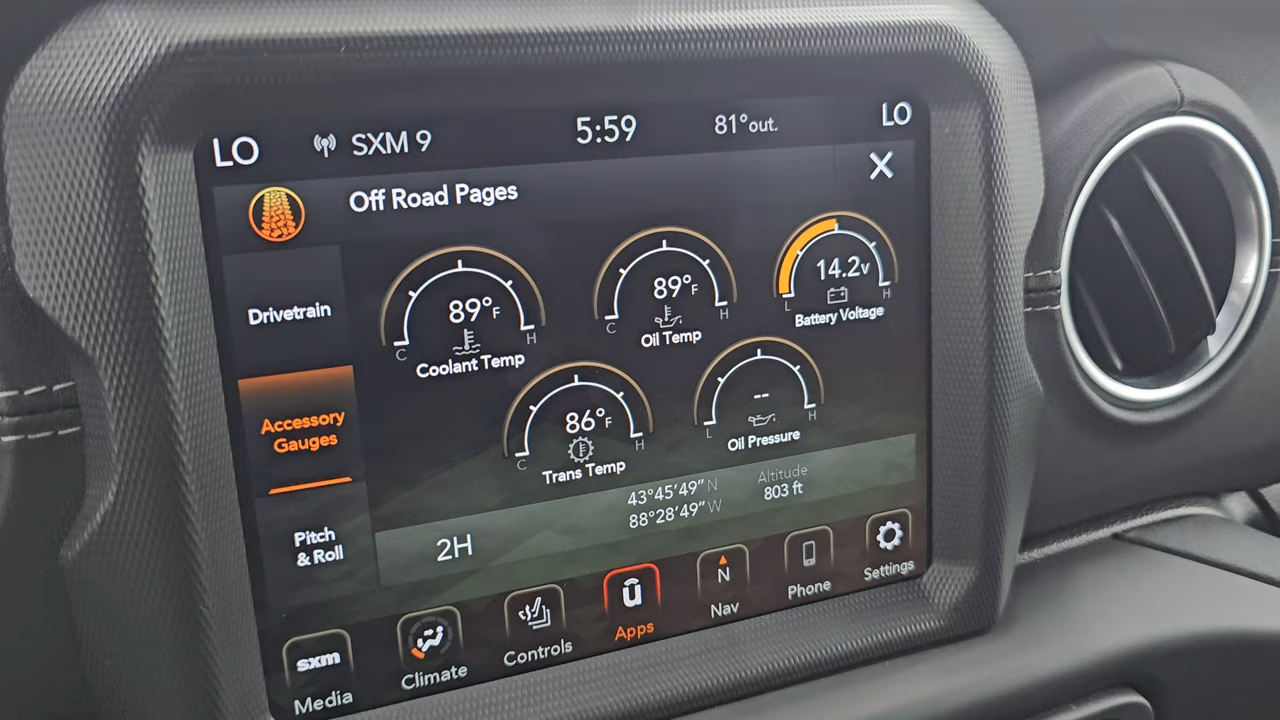 LO SXM 9 5:59 81°out. LO
Off Road Pages X
Drivetrain
Accessory
Gauges
Pitch
& Roll
89°F
C H
Coolant Temp
89°F
C H
Oil Temp
14.2v
L H
Battery Voltage
86°F
C H
Trans Temp
--
L H
Oil Pressure
2H
43°45'49"N
88°28'49"W
Altitude
803 ft
sxm
Media
Climate
Controls
ū
Apps
N
Nav
Phone
Settings